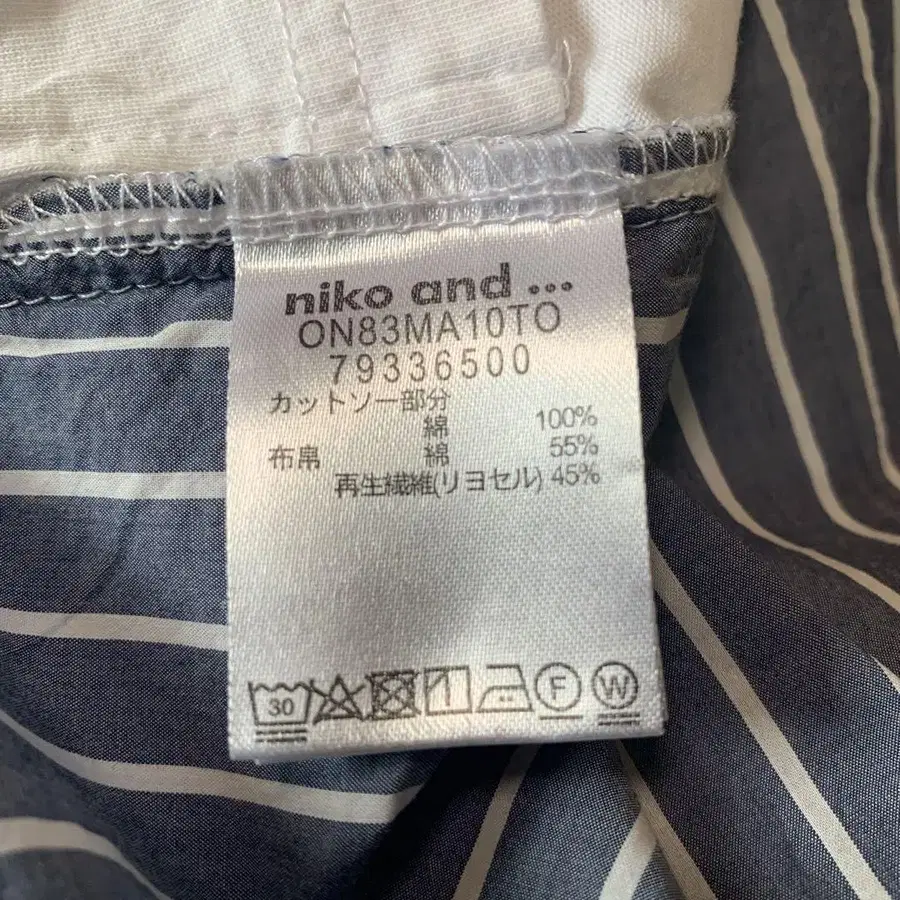 niko and ...
ON83MA10TO
79336500
カットソー部分
綿 100%
布帛 綿 55%
再生繊維(リヨセル) 45%
30
F
W